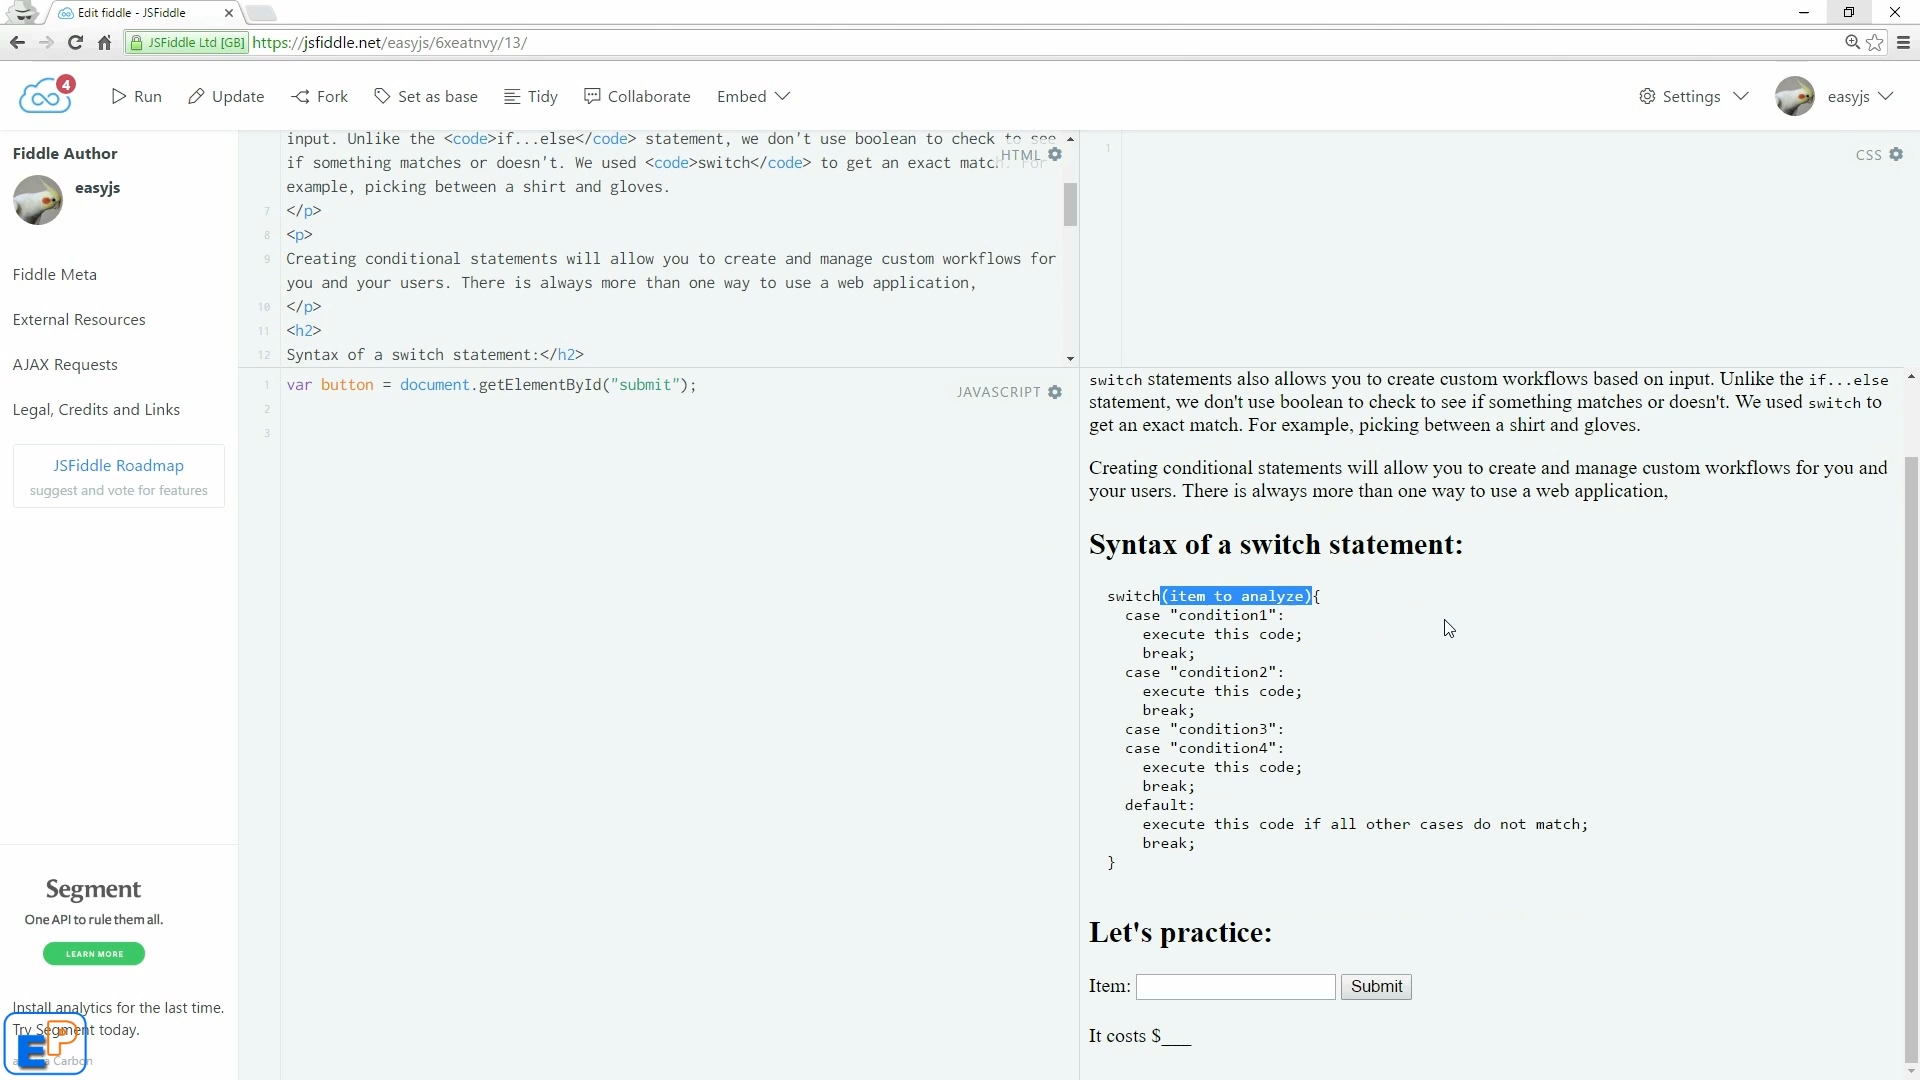 Edit fiddle - JSFiddle
JSFiddle Ltd [GB] https://jsfiddle.net/easyjs/6xeatnvy/13/
4
Run
Update
Fork
Set as base
Tidy
Collaborate
Embed
Settings
easyjs
Fiddle Author
easyjs
Fiddle Meta
External Resources
AJAX Requests
Legal, Credits and Links
JSFiddle Roadmap
suggest and vote for features
Segment
One API to rule them all.
LEARN MORE
Install analytics for the last time.
Try Segment today.
Carbon
EP
HTML
input. Unlike the <code>if...else</code> statement, we don't use boolean to check to see
if something matches or doesn't. We used <code>switch</code> to get an exact match. For
example, picking between a shirt and gloves.
7 </p>
8 <p>
9 Creating conditional statements will allow you to create and manage custom workflows for
you and your users. There is always more than one way to use a web application,
10 </p>
11 <h2>
12 Syntax of a switch statement:</h2>
CSS
1
JAVASCRIPT
1 var button = document.getElementById("submit");
2
3
switch statements also allows you to create custom workflows based on input. Unlike the if...else
statement, we don't use boolean to check to see if something matches or doesn't. We used switch to
get an exact match. For example, picking between a shirt and gloves.
Creating conditional statements will allow you to create and manage custom workflows for you and
your users. There is always more than one way to use a web application,
Syntax of a switch statement:
switch(item to analyze){
case "condition1":
execute this code;
break;
case "condition2":
execute this code;
break;
case "condition3":
case "condition4":
execute this code;
break;
default:
execute this code if all other cases do not match;
break;
}
Let's practice:
Item:
Submit
It costs $___